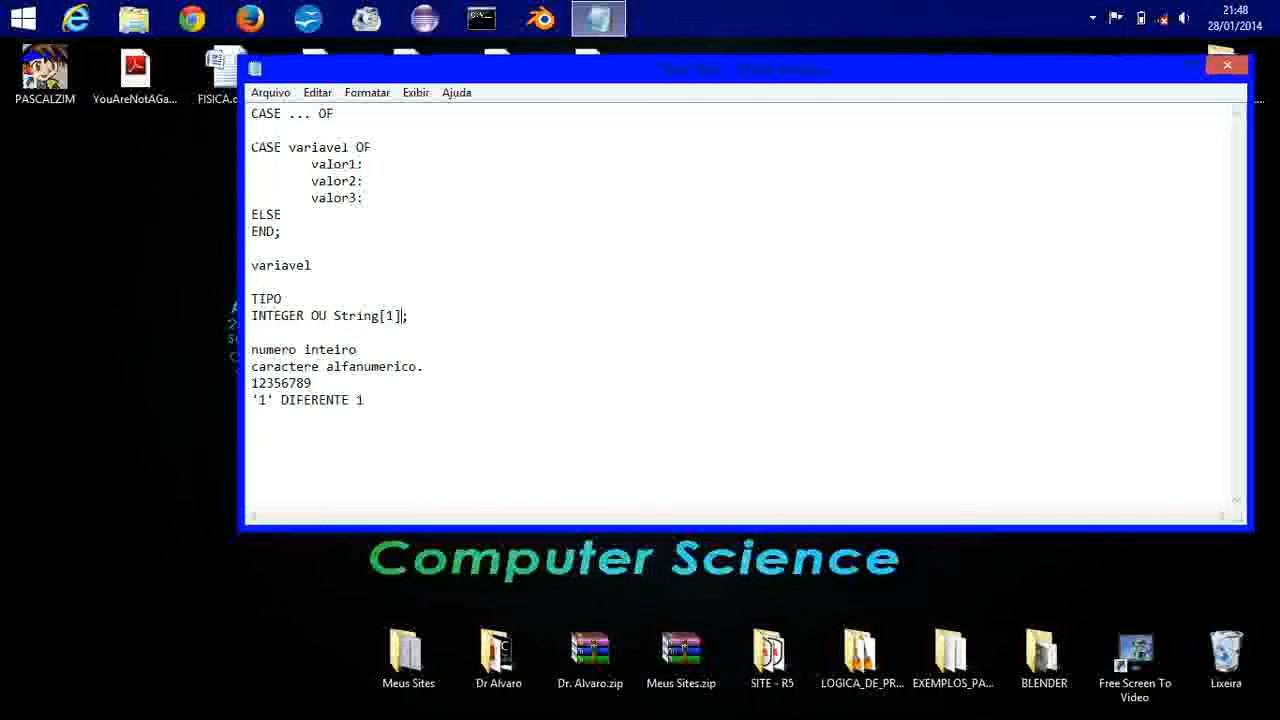 21:48
28/01/2014
PASCALZIM
YouAreNotAGa...
FISICA.d
Arquivo Editar Formatar Exibir Ajuda
CASE ... OF
CASE variavel OF
valor1:
valor2:
valor3:
ELSE
END;
variavel
TIPO
INTEGER OU String[1];
numero inteiro
caractere alfanumerico.
12356789
'1' DIFERENTE 1
Computer Science
Meus Sites
Dr Alvaro
Dr. Alvaro.zip
Meus Sites.zip
SITE - R5
LOGICA_DE_PR...
EXEMPLOS_PA...
BLENDER
Free Screen To
Video
Lixeira